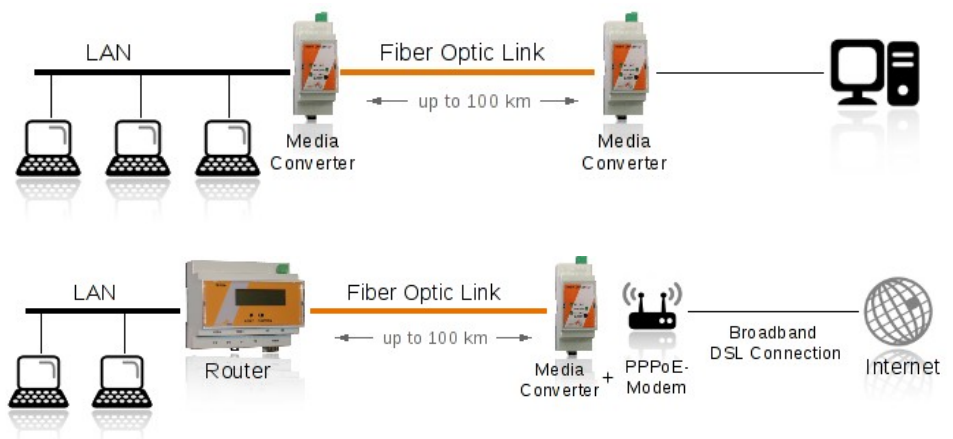 LAN
Fiber Optic Link
up to 100 km
Media
Converter
Media
Converter
LAN
Fiber Optic Link
up to 100 km
Router
Media
Converter
+
PPPoE-
Modem
Broadband
DSL Connection
Internet